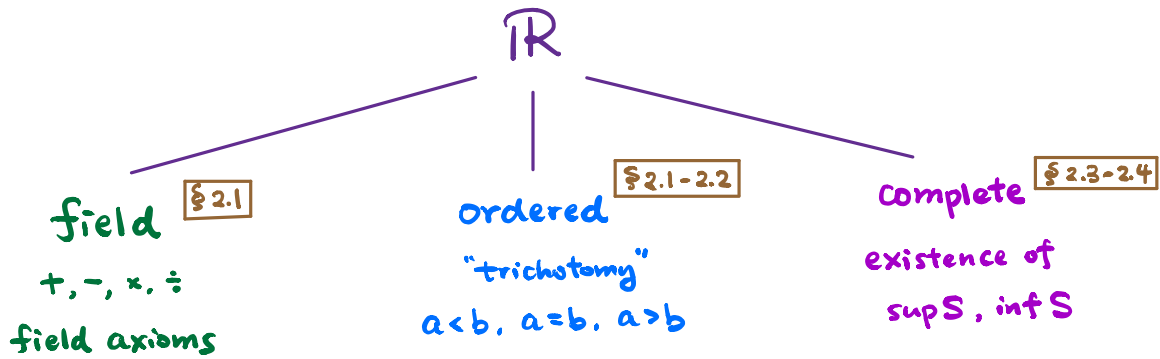 ℝ
field § 2.1
+, -, ×, ÷
field axioms
ordered § 2.1 - 2.2
"trichotomy"
a < b, a = b, a > b
complete § 2.3 - 2.4
existence of
sup S, inf S